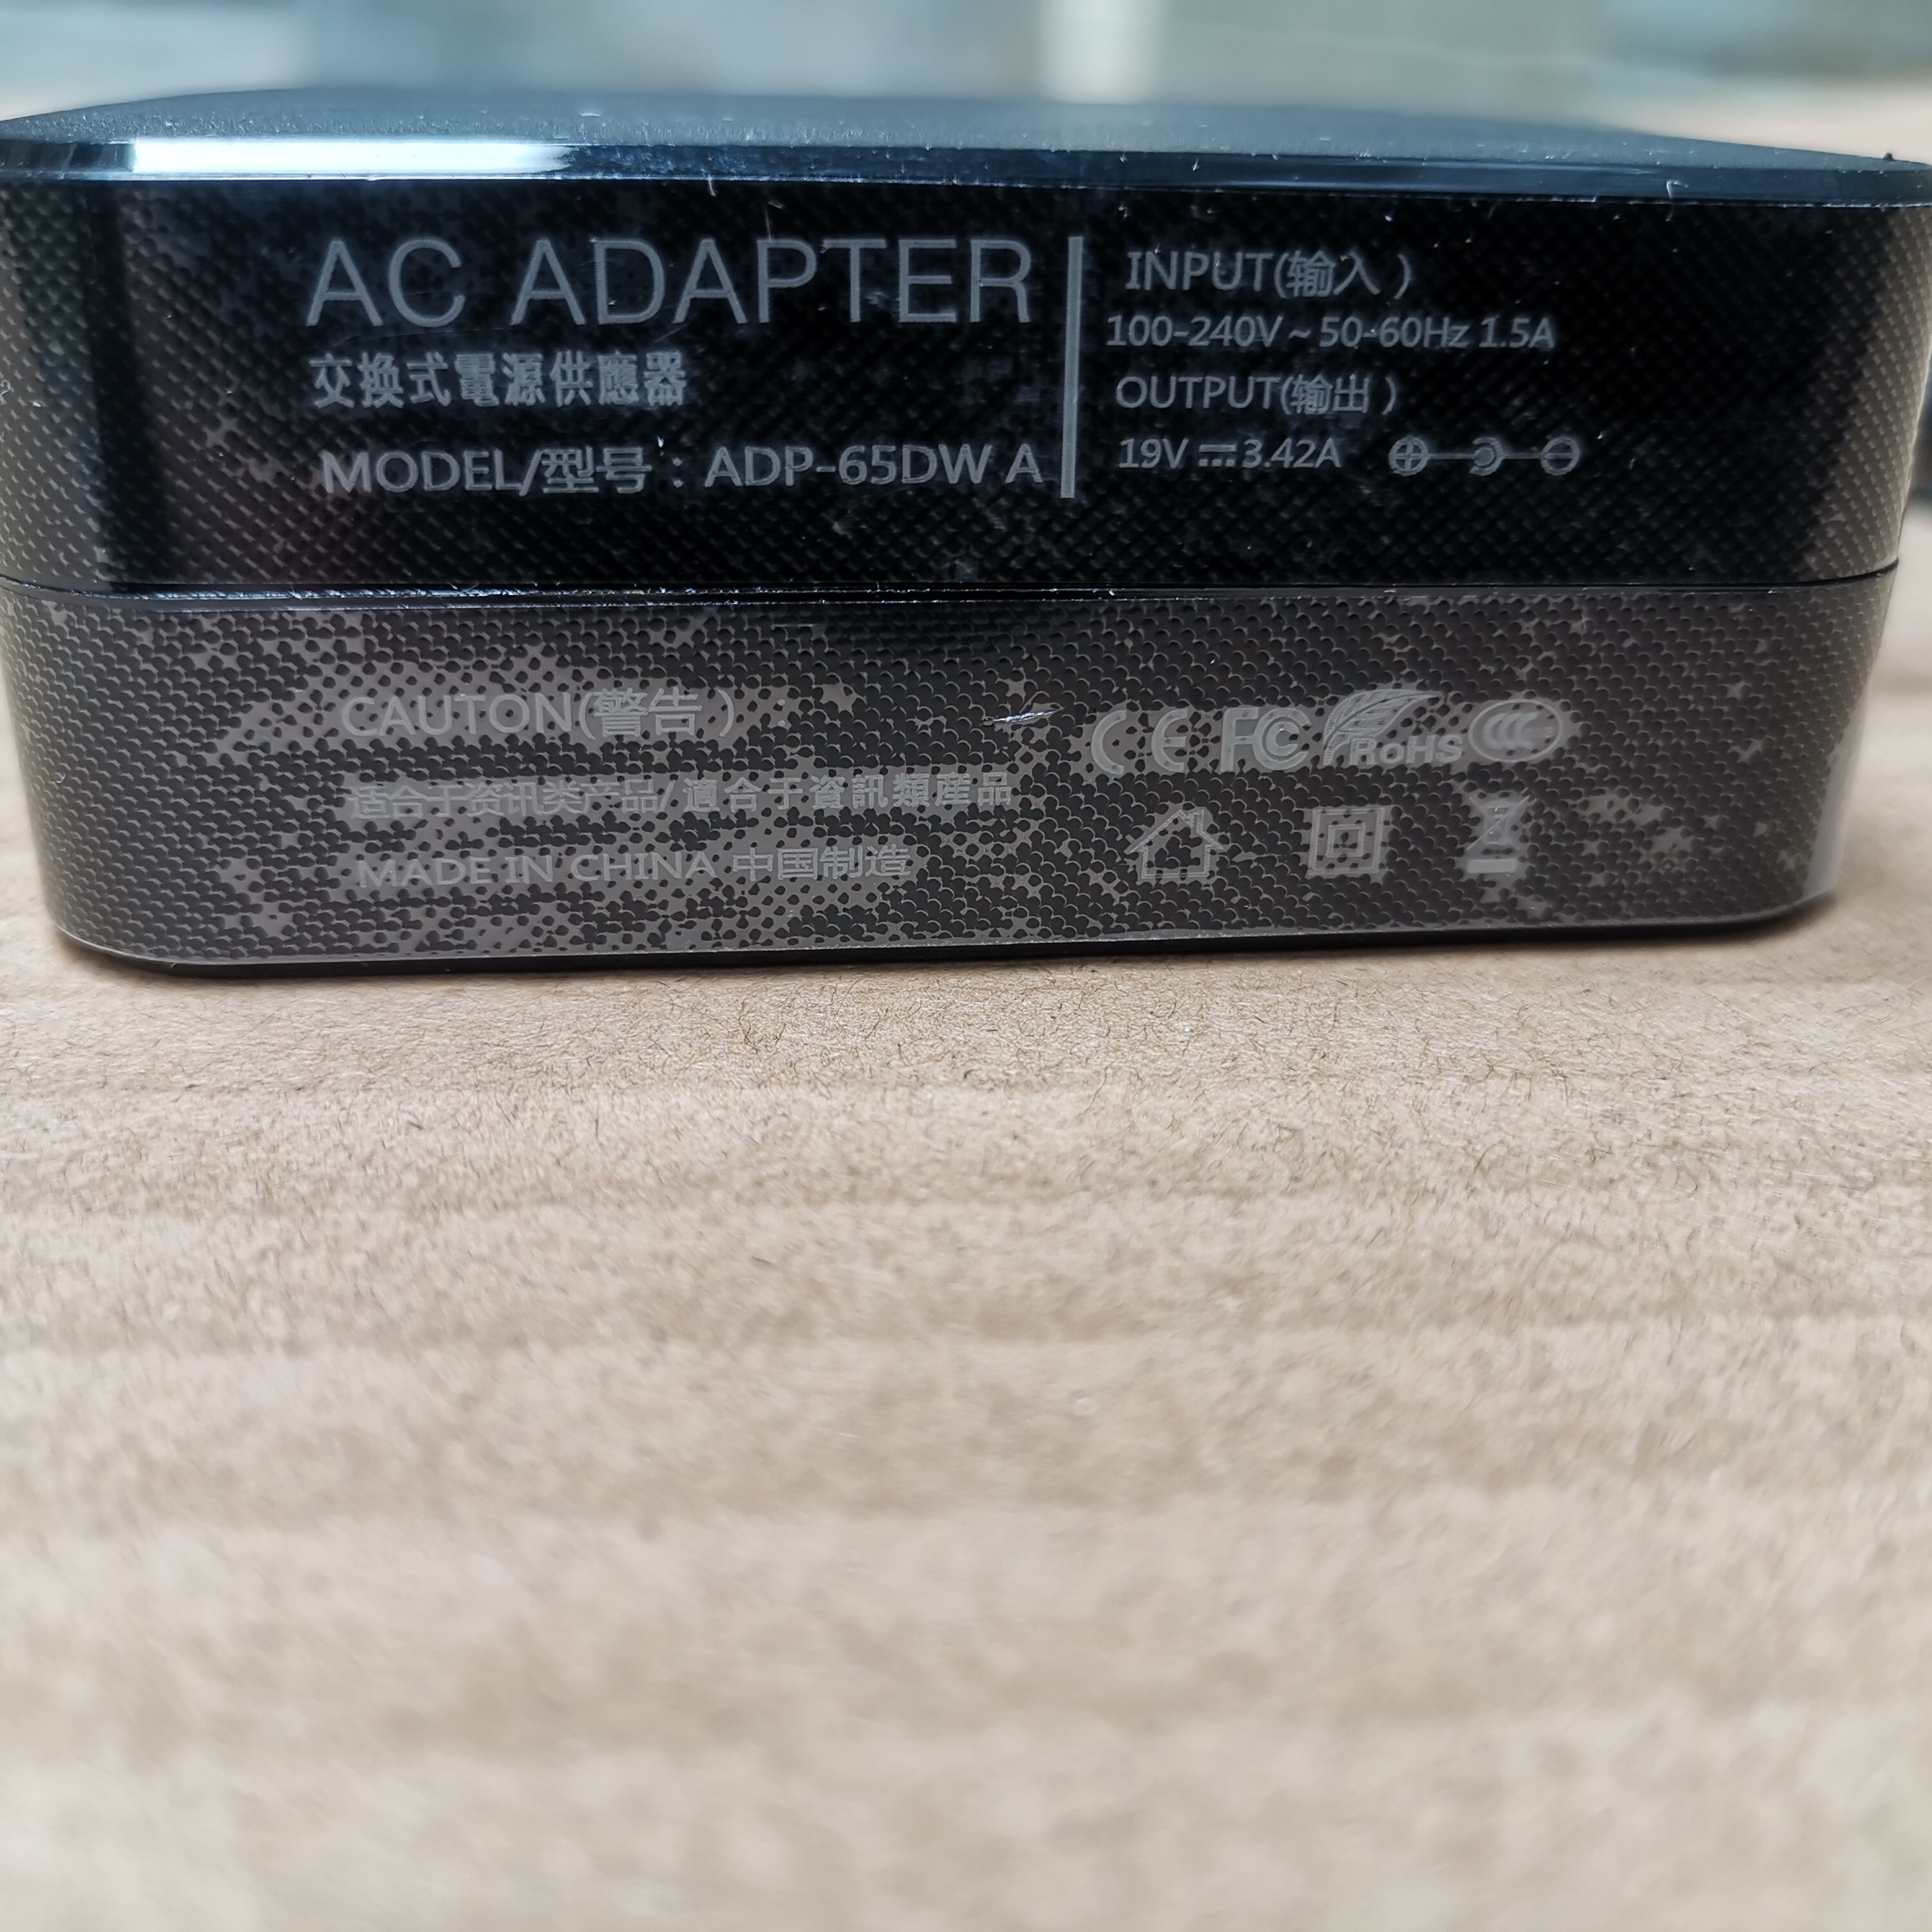 AC ADAPTER
交換式電源供應器
MODEL/型号：ADP-65DW A
INPUT(输入）
100-240V ~ 50-60Hz 1.5A
OUTPUT(输出）
19V ⎓ 3.42A
CAUTON(警告）
适合于资讯类产品/適合于資訊類産品
MADE IN CHINA 中国制造
CE FC RoHS CCC